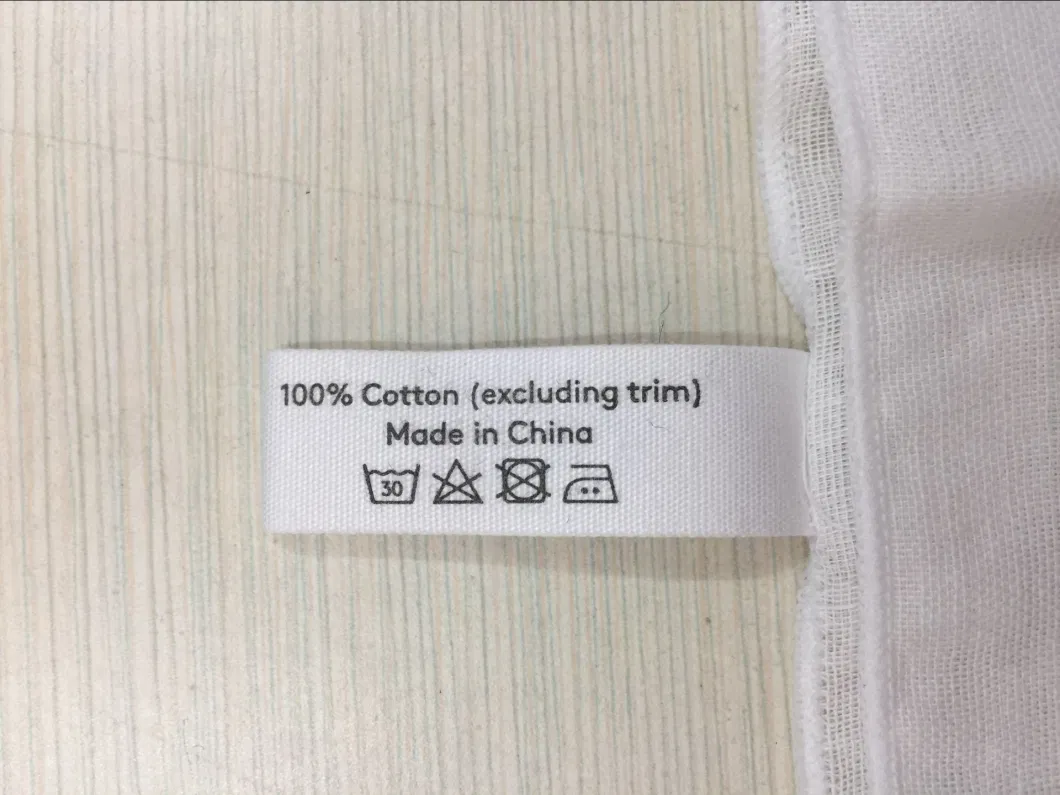 100% Cotton (excluding trim)
Made in China
30